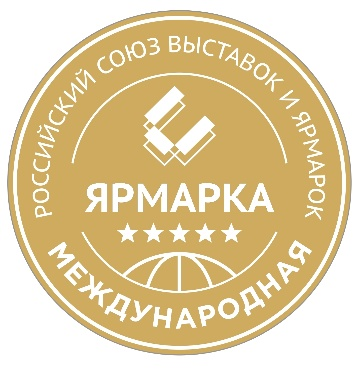 РОССИЙСКИЙ СОЮЗ ВЫСТАВОК И ЯРМАРОК
ЯРМАРКА
МЕЖДУНАРОДНАЯ